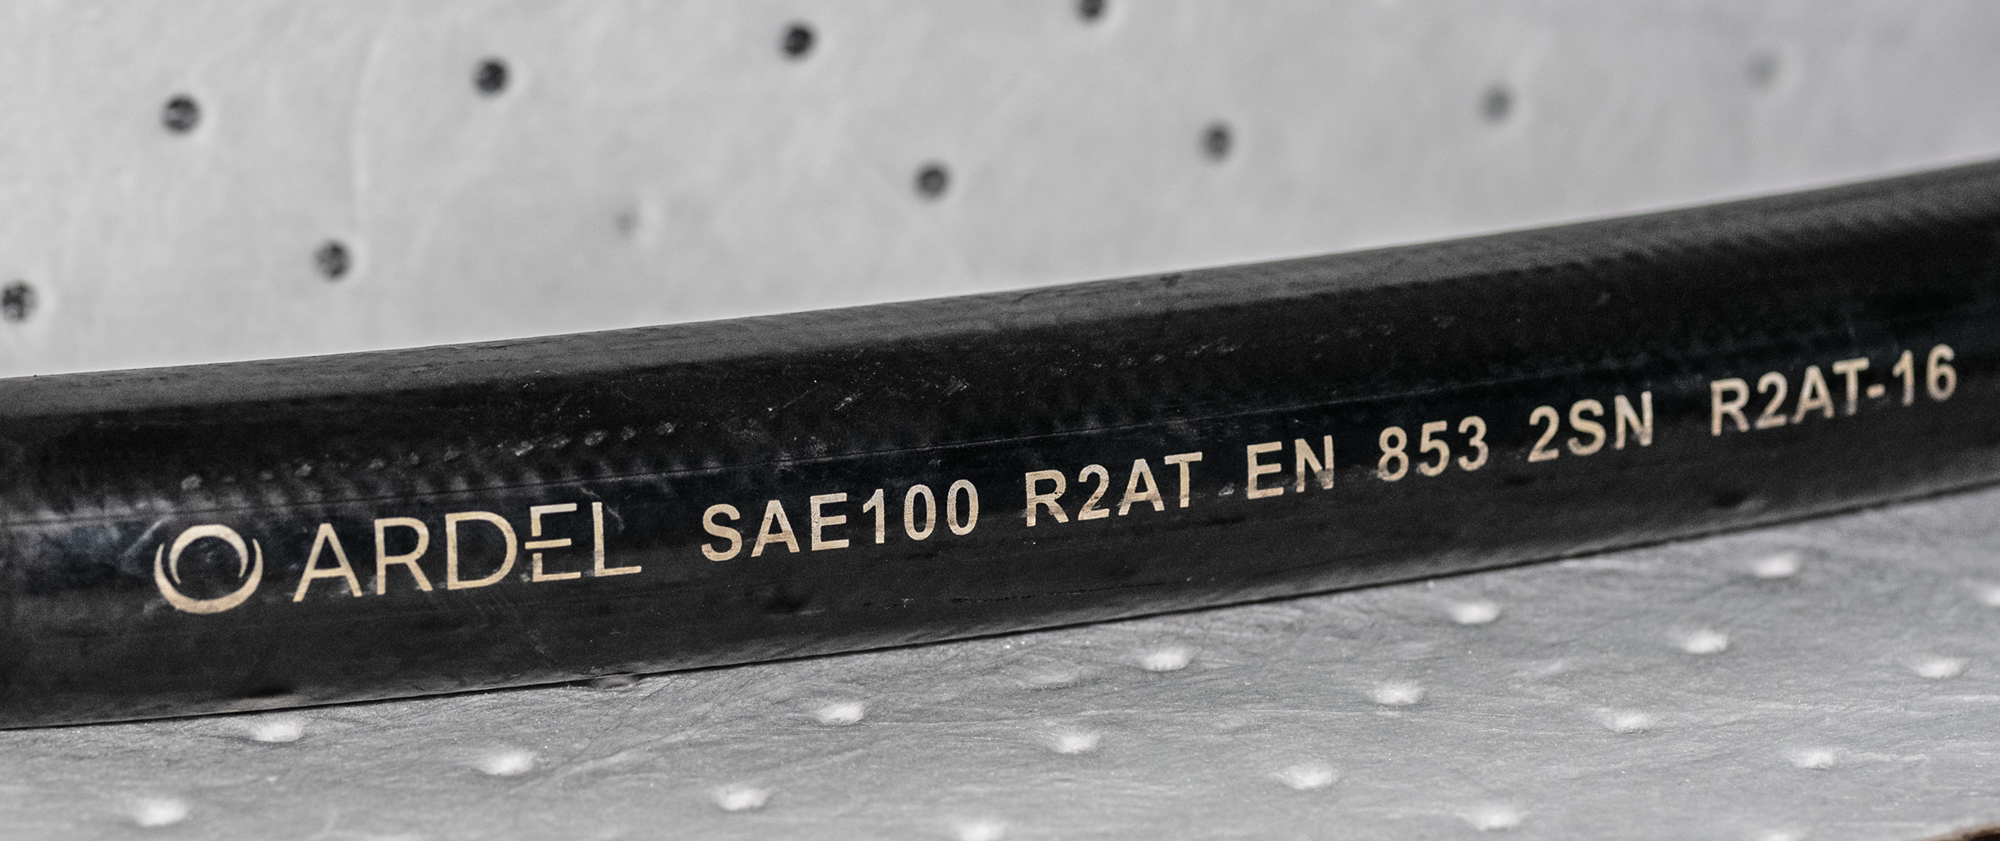 ARDEL SAE100 R2AT EN 853 2SN R2AT-16